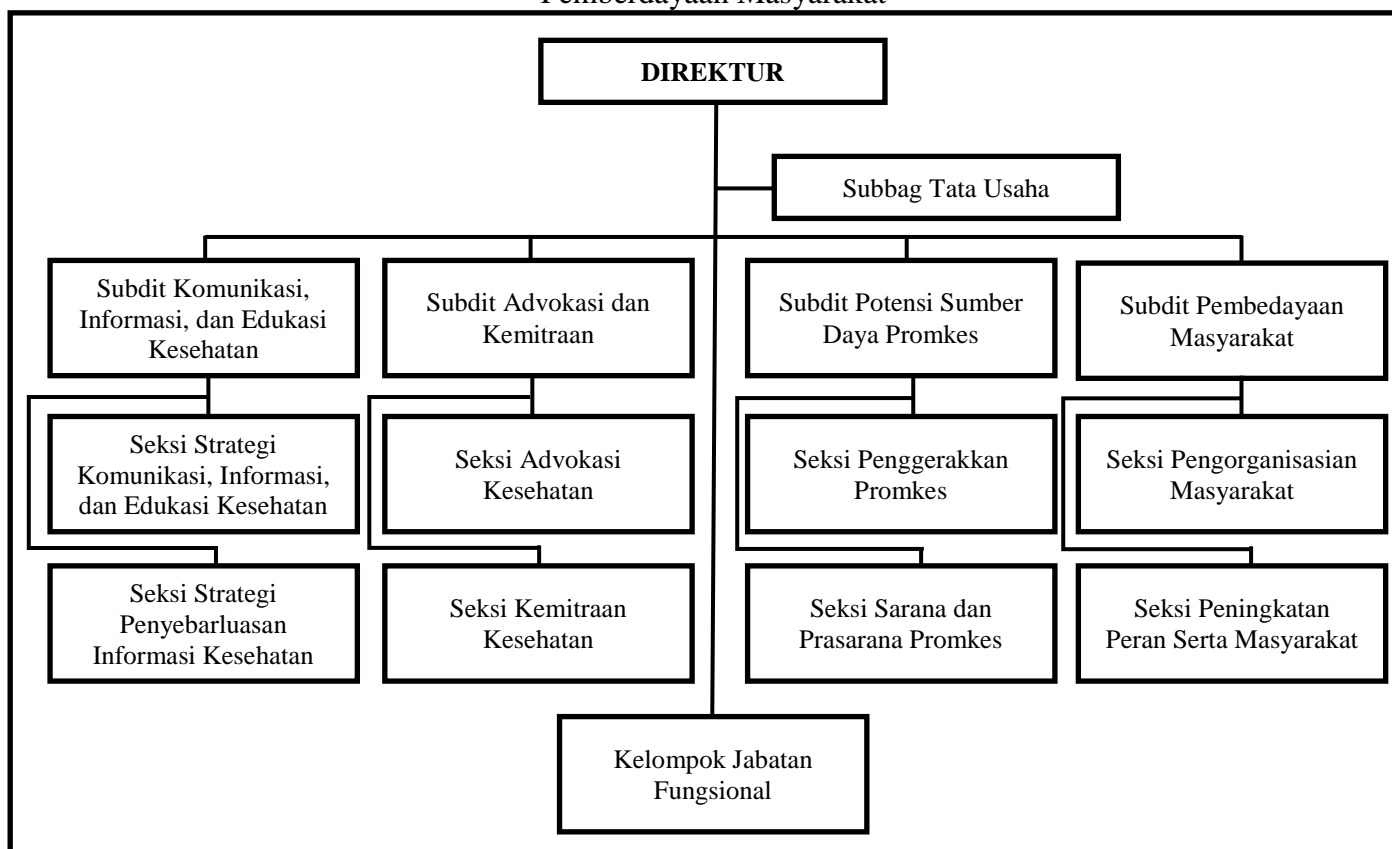 Pemberdayaan Masyarakat
DIREKTUR
Subbag Tata Usaha
Subdit Komunikasi,
Informasi, dan Edukasi
Kesehatan
Subdit Advokasi dan
Kemitraan
Subdit Potensi Sumber
Daya Promkes
Subdit Pembedayaan
Masyarakat
Seksi Strategi
Komunikasi, Informasi,
dan Edukasi Kesehatan
Seksi Advokasi
Kesehatan
Seksi Penggerakkan
Promkes
Seksi Pengorganisasian
Masyarakat
Seksi Strategi
Penyebarluasan
Informasi Kesehatan
Seksi Kemitraan
Kesehatan
Seksi Sarana dan
Prasarana Promkes
Seksi Peningkatan
Peran Serta Masyarakat
Kelompok Jabatan
Fungsional